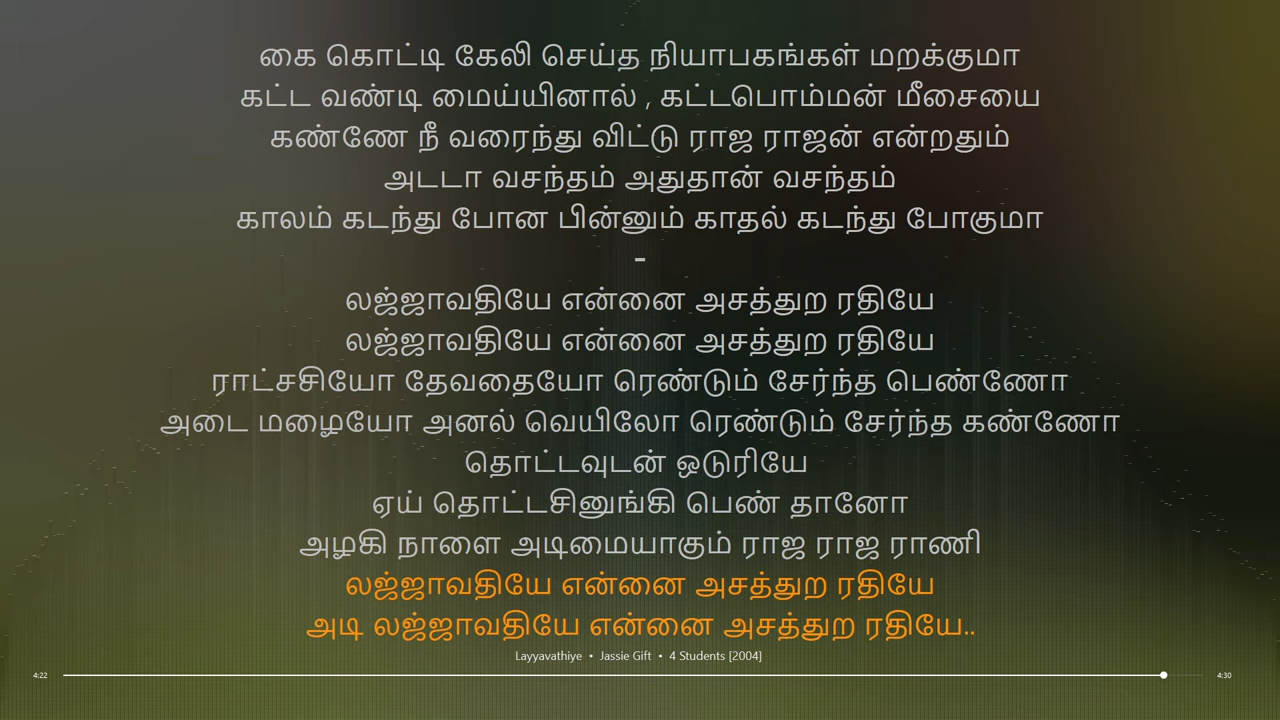 கை கொட்டி கேலி செய்த நியாபகங்கள் மறக்குமா
கட்ட வண்டி மைய்யினால் , கட்டபொம்மன் மீசையை
கண்ணே நீ வரைந்து விட்டு ராஜ ராஜன் என்றதும்
அடடா வசந்தம் அதுதான் வசந்தம்
காலம் கடந்து போன பின்னும் காதல் கடந்து போகுமா
-
லஜ்ஜாவதியே என்னை அசத்துற ரதியே
லஜ்ஜாவதியே என்னை அசத்துற ரதியே
ராட்சசியோ தேவதையோ ரெண்டும் சேர்ந்த பெண்ணோ
அடை மழையோ அனல் வெயிலோ ரெண்டும் சேர்ந்த கண்ணோ
தொட்டவுடன் ஒடுரியே
ஏய் தொட்டசினுங்கி பெண் தானோ
அழகி நாளை அடிமையாகும் ராஜ ராஜ ராணி
லஜ்ஜாவதியே என்னை அசத்துற ரதியே
அடி லஜ்ஜாவதியே என்னை அசத்துற ரதியே..
Layyavathiye • Jassie Gift • 4 Students [2004]
4:22 4:30